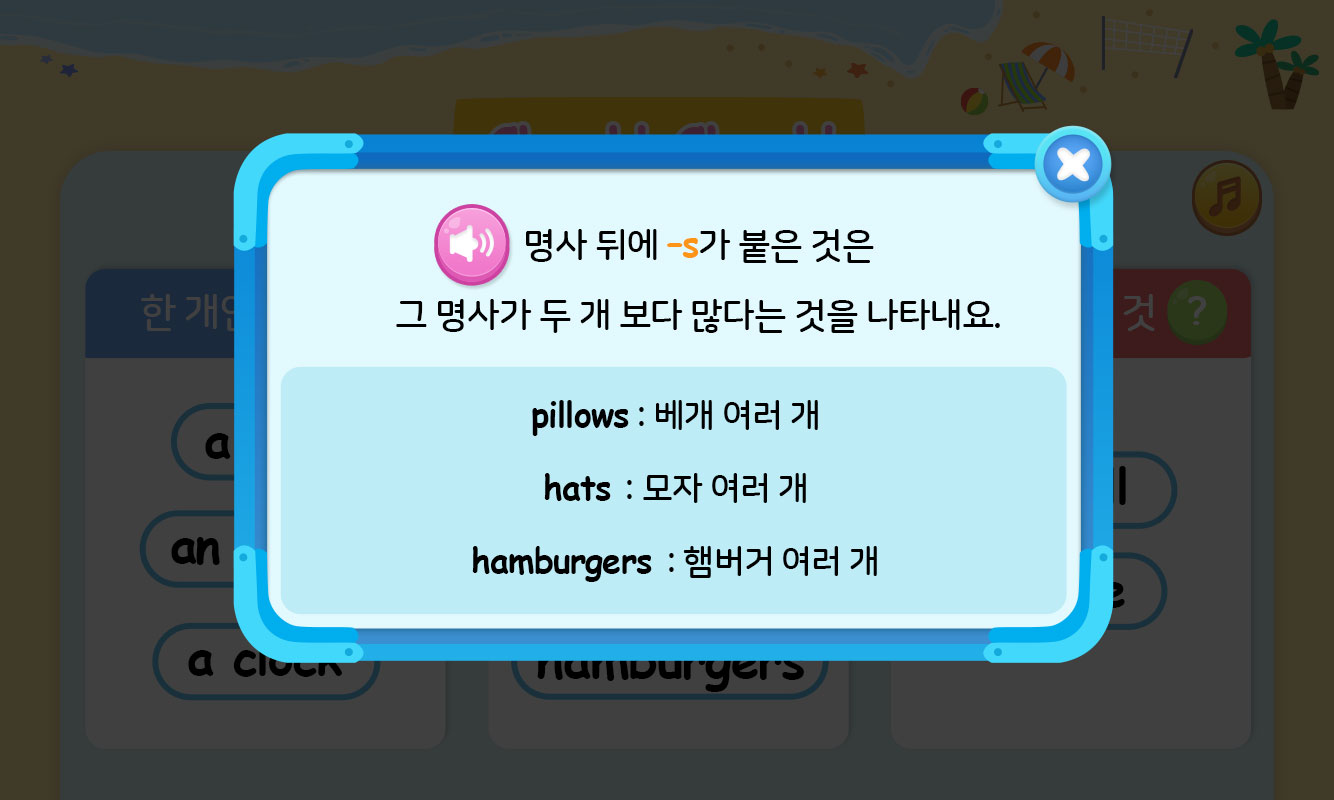 명사 뒤에 -s가 붙은 것은
그 명사가 두 개 보다 많다는 것을 나타내요.
한 개
것 ?
pillows : 베개 여러 개
hats : 모자 여러 개
hamburgers : 햄버거 여러 개
a
an
a clock
hamburgers